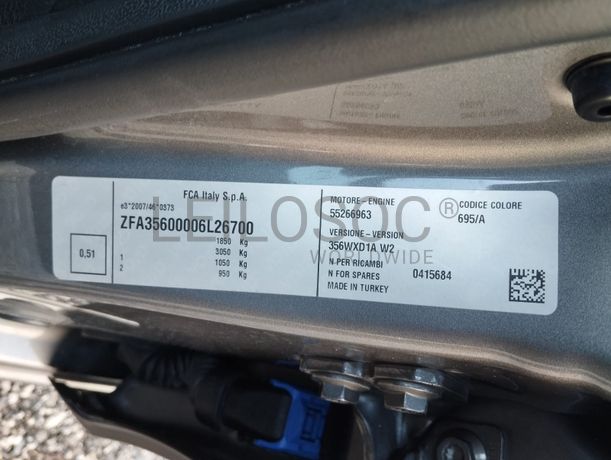 FCA Italy S.p.A.
e3*2007/46*0373
ZFA35600006L26700
1850 Kg
1 3050 Kg
2 1050 Kg
950 Kg
0,51
MOTORE - ENGINE
55266963
VERSIONE - VERSION
356WXD1A W2
N PER RICAMBI
N FOR SPARES 0415684
MADE IN TURKEY
CODICE COLORE
695/A
LEILOSOC®
WORLDWIDE